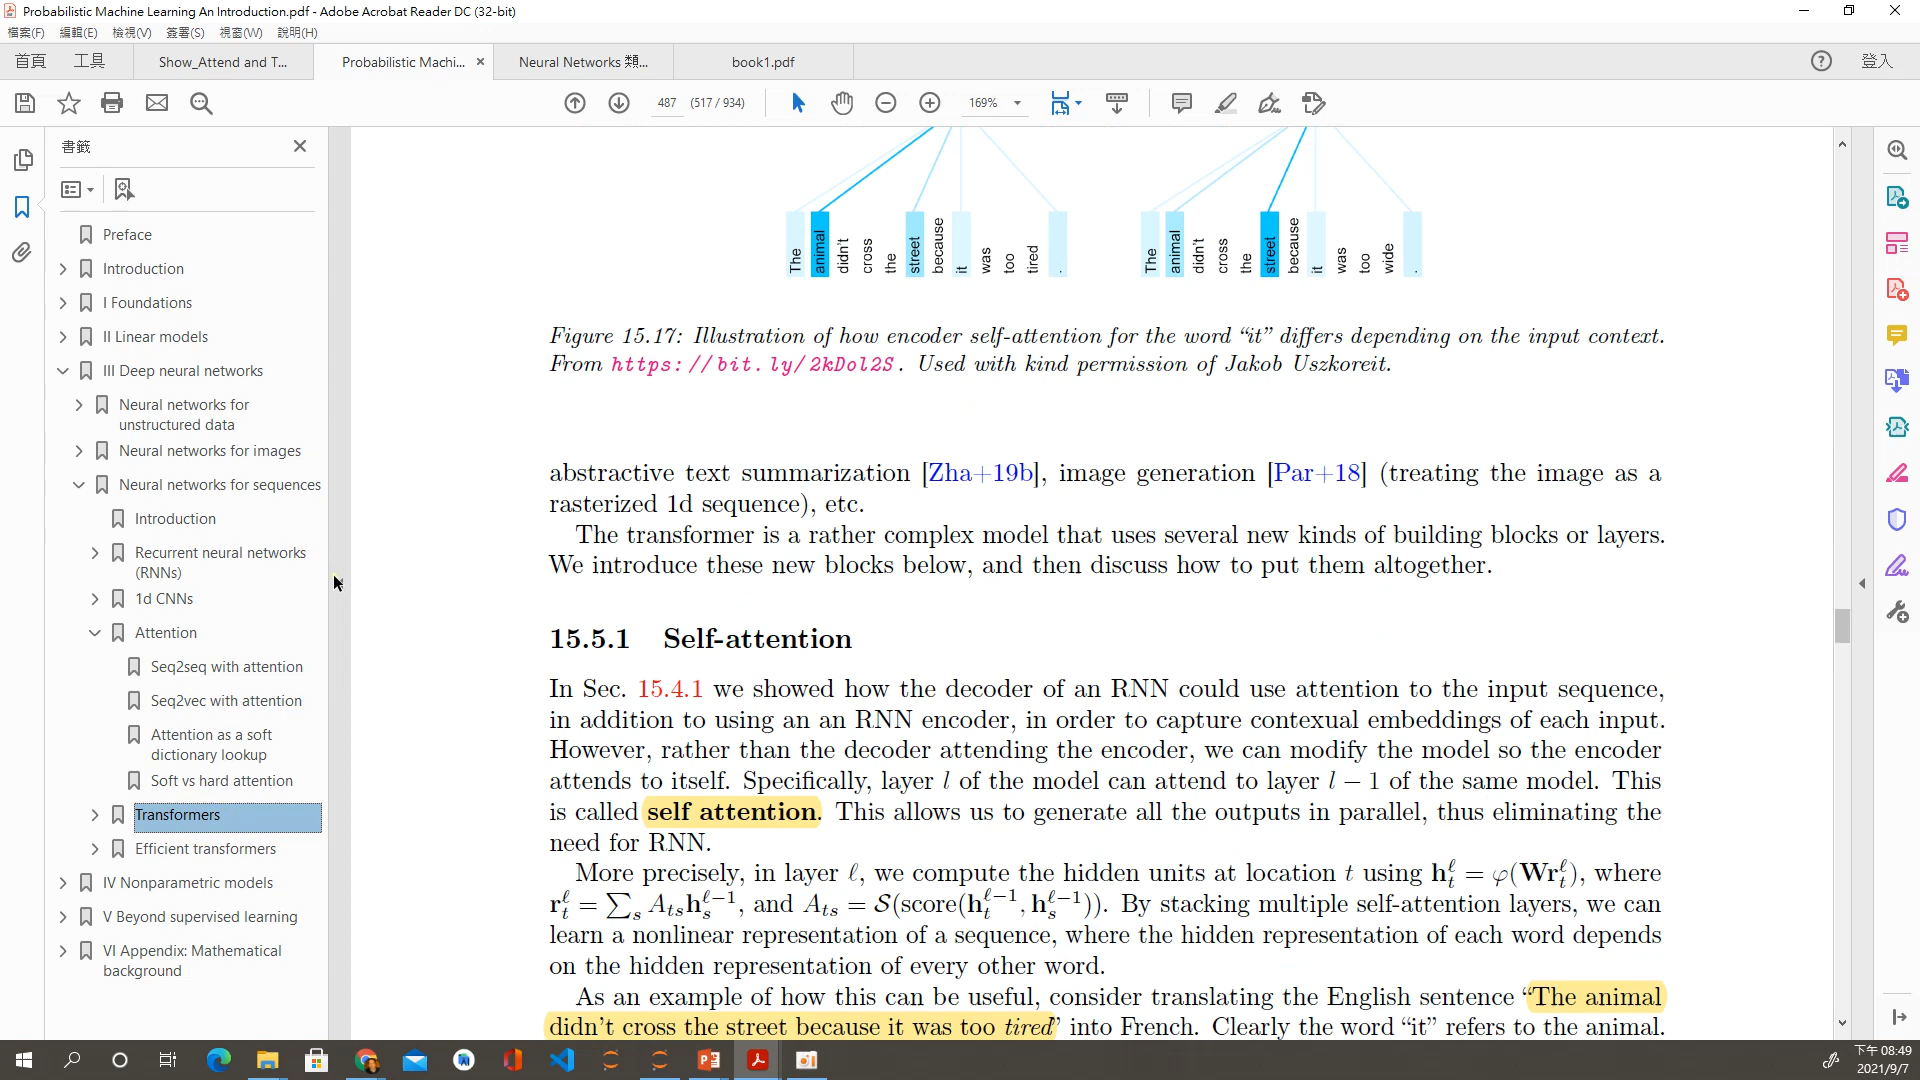 Probabilistic Machine Learning An Introduction.pdf - Adobe Acrobat Reader DC (32-bit)
檔案(F) 編輯(E) 檢視(V) 簽署(S) 視窗(W) 說明(H)
首頁 工具 Show_Attend and T... Probabilistic Machi... × Neural Networks 類... book1.pdf 登入
487 (517 / 934) 169%
書籤
Preface
Introduction
I Foundations
II Linear models
III Deep neural networks
Neural networks for
unstructured data
Neural networks for images
Neural networks for sequences
Introduction
Recurrent neural networks
(RNNs)
1d CNNs
Attention
Seq2seq with attention
Seq2vec with attention
Attention as a soft
dictionary lookup
Soft vs hard attention
Transformers
Efficient transformers
IV Nonparametric models
V Beyond supervised learning
VI Appendix: Mathematical
background
The animal didn't cross the street because it was too tired .
The animal didn't cross the street because it was too wide .
Figure 15.17: Illustration of how encoder self-attention for the word “it” differs depending on the input context.
From https://bit.ly/2kDol2S. Used with kind permission of Jakob Uszkoreit.
abstractive text summarization [Zha+19b], image generation [Par+18] (treating the image as a
rasterized 1d sequence), etc.
The transformer is a rather complex model that uses several new kinds of building blocks or layers.
We introduce these new blocks below, and then discuss how to put them altogether.
15.5.1 Self-attention
In Sec. 15.4.1 we showed how the decoder of an RNN could use attention to the input sequence,
in addition to using an an RNN encoder, in order to capture contexual embeddings of each input.
However, rather than the decoder attending the encoder, we can modify the model so the encoder
attends to itself. Specifically, layer l of the model can attend to layer l − 1 of the same model. This
is called self attention. This allows us to generate all the outputs in parallel, thus eliminating the
need for RNN.
More precisely, in layer ℓ, we compute the hidden units at location t using h_t^ℓ = φ(Wr_t^ℓ), where
r_t^ℓ = ∑_s A_ts h_s^{ℓ−1}, and A_ts = S(score(h_t^{ℓ−1}, h_s^{ℓ−1})). By stacking multiple self-attention layers, we can
learn a nonlinear representation of a sequence, where the hidden representation of each word depends
on the hidden representation of every other word.
As an example of how this can be useful, consider translating the English sentence “The animal
didn’t cross the street because it was too tired” into French. Clearly the word “it” refers to the animal.
下午 08:49
2021/9/7